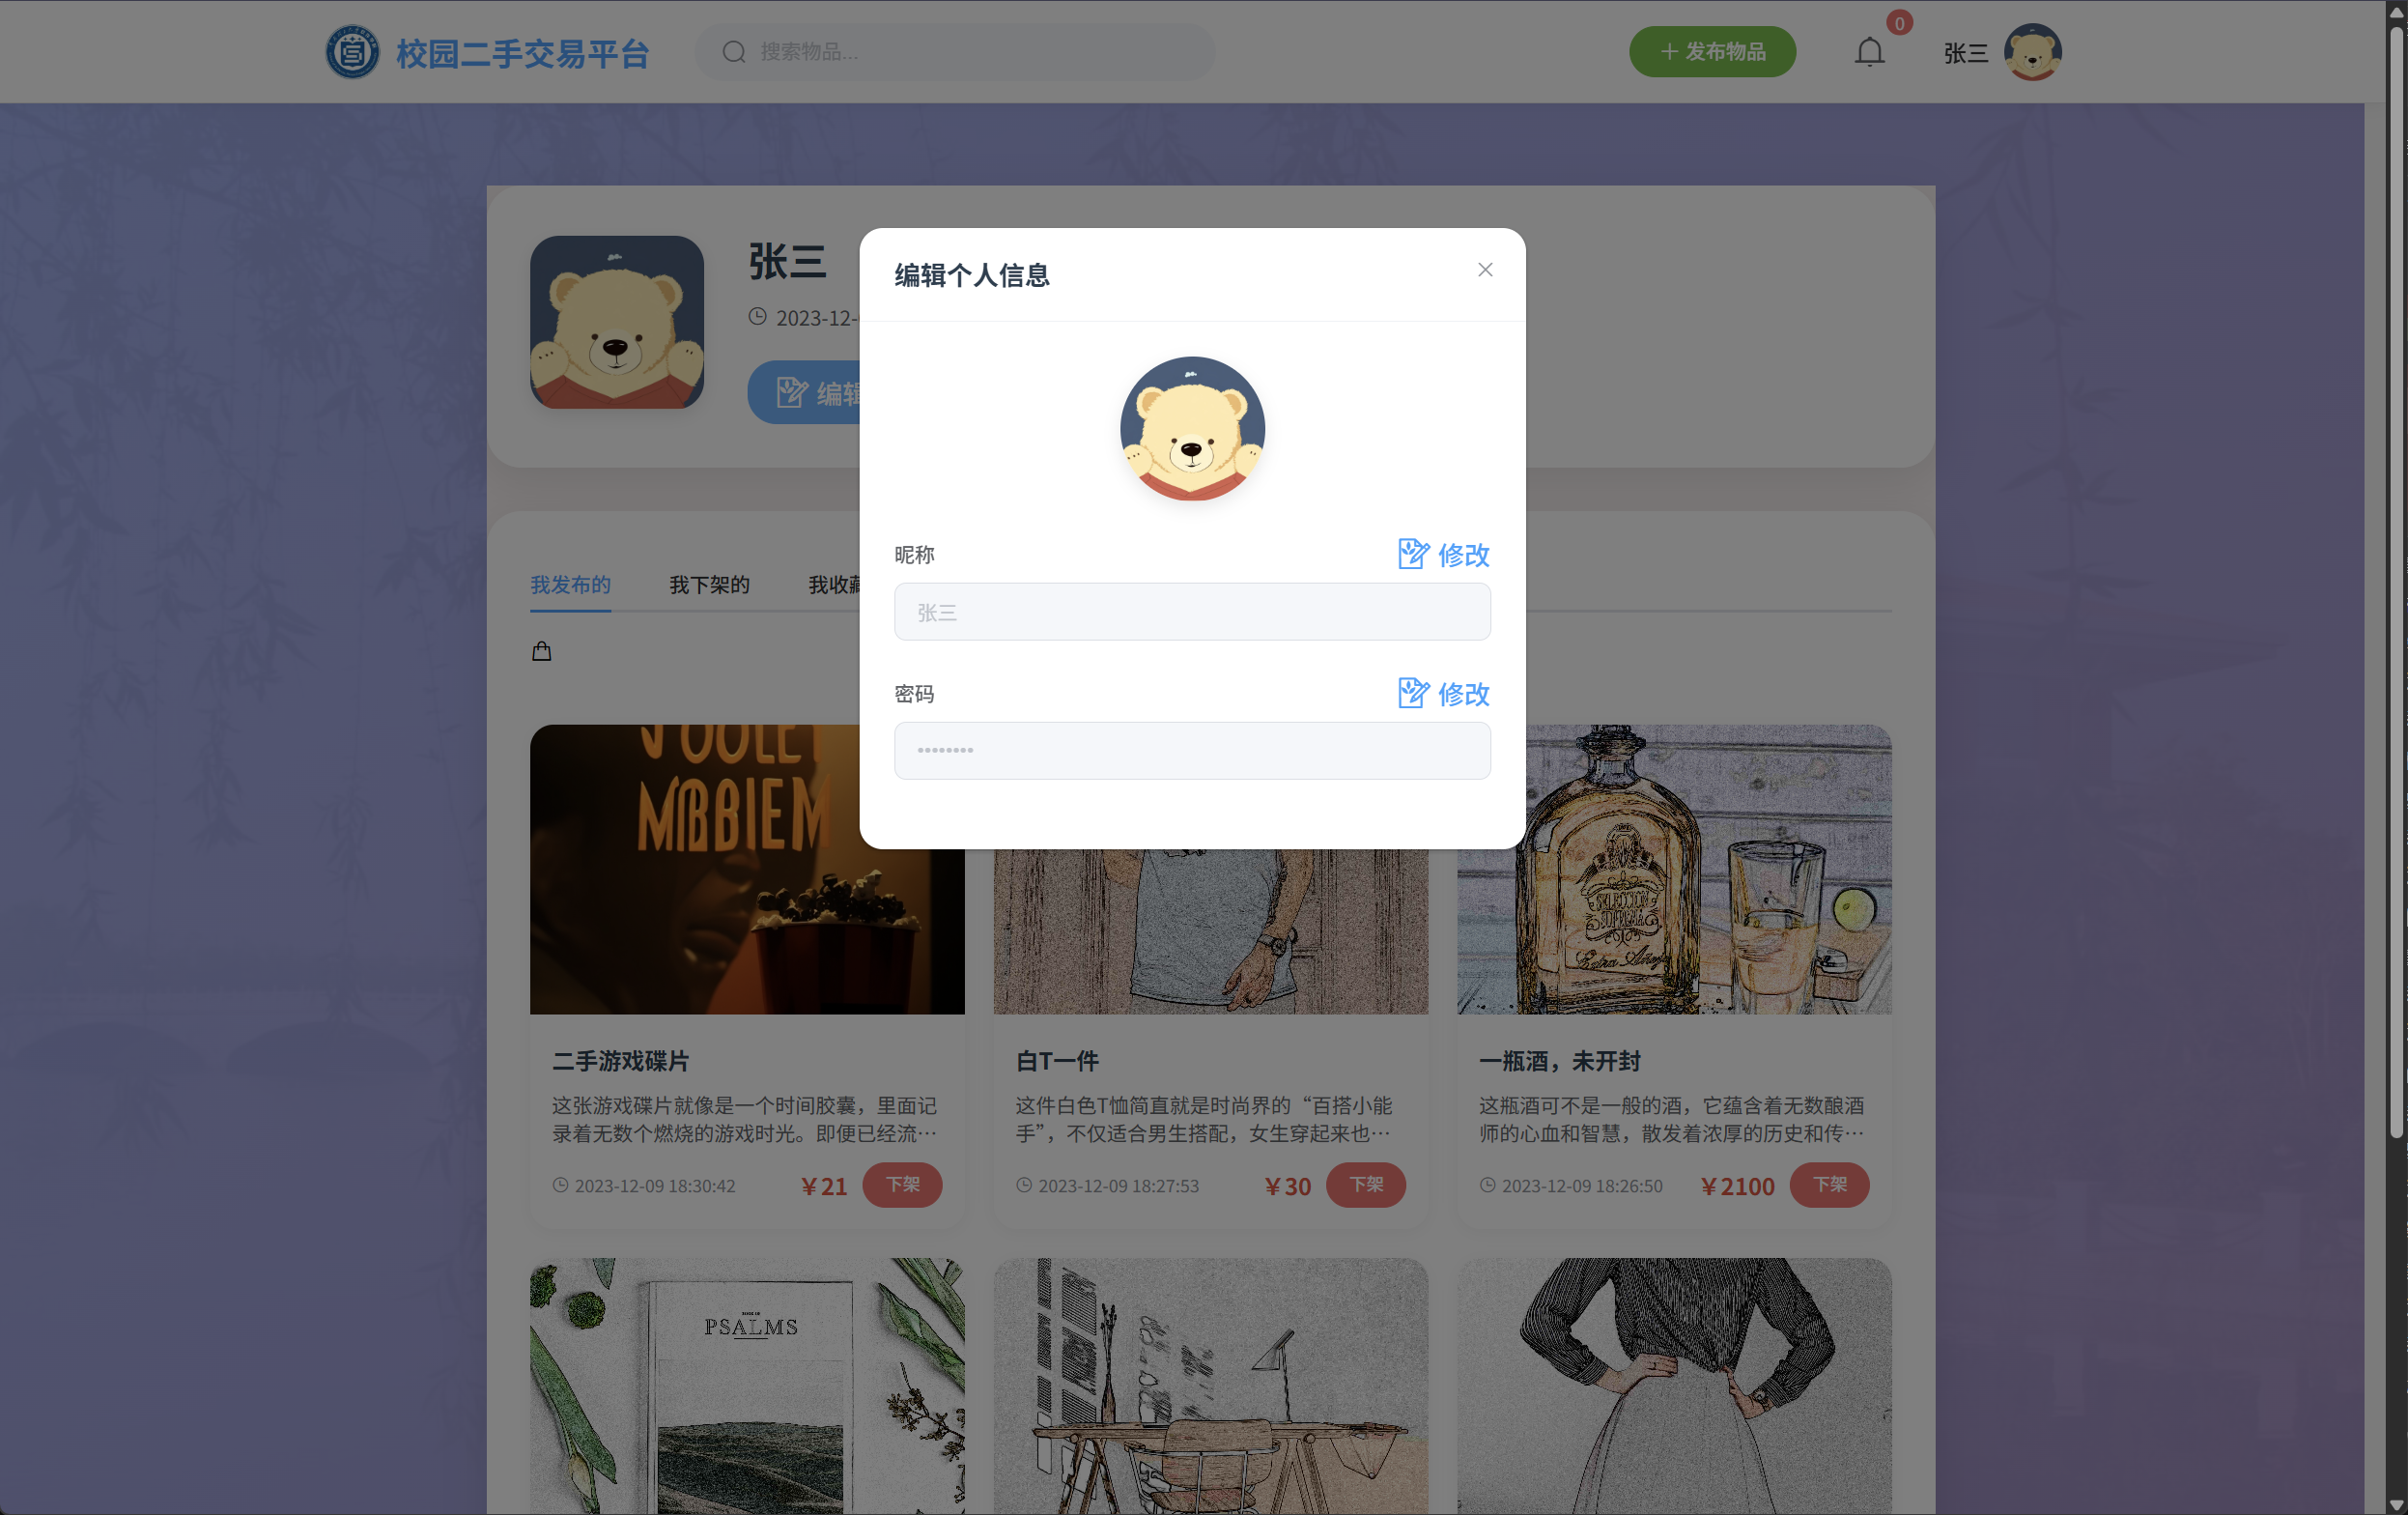 校园二手交易平台
搜索物品...
发布物品
0
张三
张三
2023-12-
编辑
编辑个人信息
昵称
修改
张三
密码
修改
••••••••
我发布的
我下架的
我收藏
MBBIEM
二手游戏碟片
这张游戏碟片就像是一个时间胶囊，里面记
录着无数个燃烧的游戏时光。即便已经流…
2023-12-09 18:30:42
￥21
下架
白T一件
这件白色T恤简直就是时尚界的“百搭小能
手”，不仅适合男生搭配，女生穿起来也…
2023-12-09 18:27:53
￥30
下架
一瓶酒，未开封
这瓶酒可不是一般的酒，它蕴含着无数酿酒
师的心血和智慧，散发着浓厚的历史和传…
2023-12-09 18:26:50
￥2100
下架
PSALMS